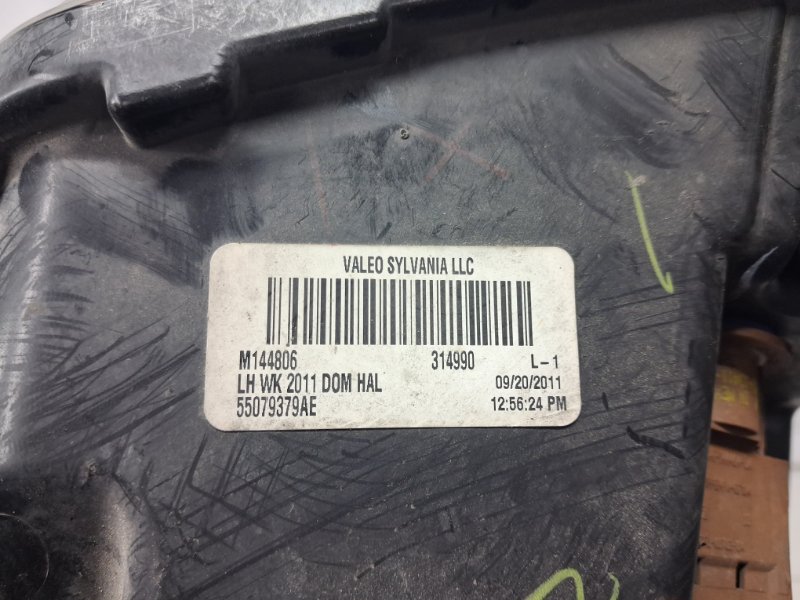 VALEO SYLVANIA LLC
M144806 314990 L-1
LH WK 2011 DOM HAL 09/20/2011
55079379AE 12:56:24 PM